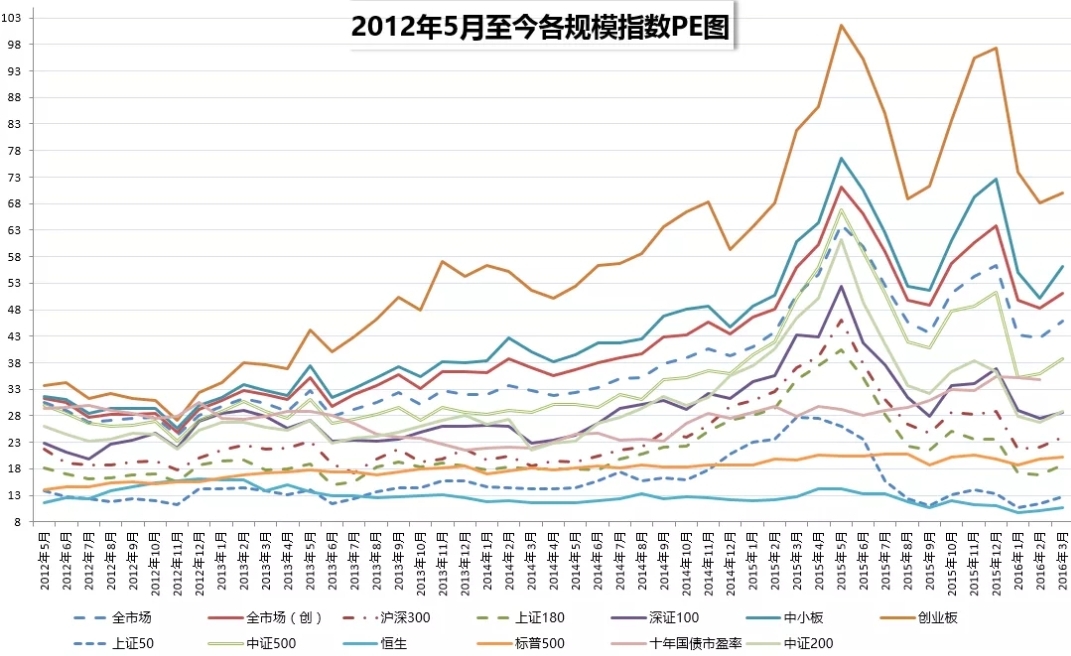 2012年5月至今各规模指数PE图
103
98
93
88
83
78
73
68
63
58
53
48
43
38
33
28
23
18
13
8
2012年5月
2012年6月
2012年7月
2012年8月
2012年9月
2012年10月
2012年11月
2012年12月
2013年1月
2013年2月
2013年3月
2013年4月
2013年5月
2013年6月
2013年7月
2013年8月
2013年9月
2013年10月
2013年11月
2013年12月
2014年1月
2014年2月
2014年3月
2014年4月
2014年5月
2014年6月
2014年7月
2014年8月
2014年9月
2014年10月
2014年11月
2014年12月
2015年1月
2015年2月
2015年3月
2015年4月
2015年5月
2015年6月
2015年7月
2015年8月
2015年9月
2015年10月
2015年11月
2015年12月
2016年1月
2016年2月
2016年3月
全市场 全市场（创） 沪深300 上证180 深证100 中小板 创业板
上证50 中证500 恒生 标普500 十年国债市盈率 中证200